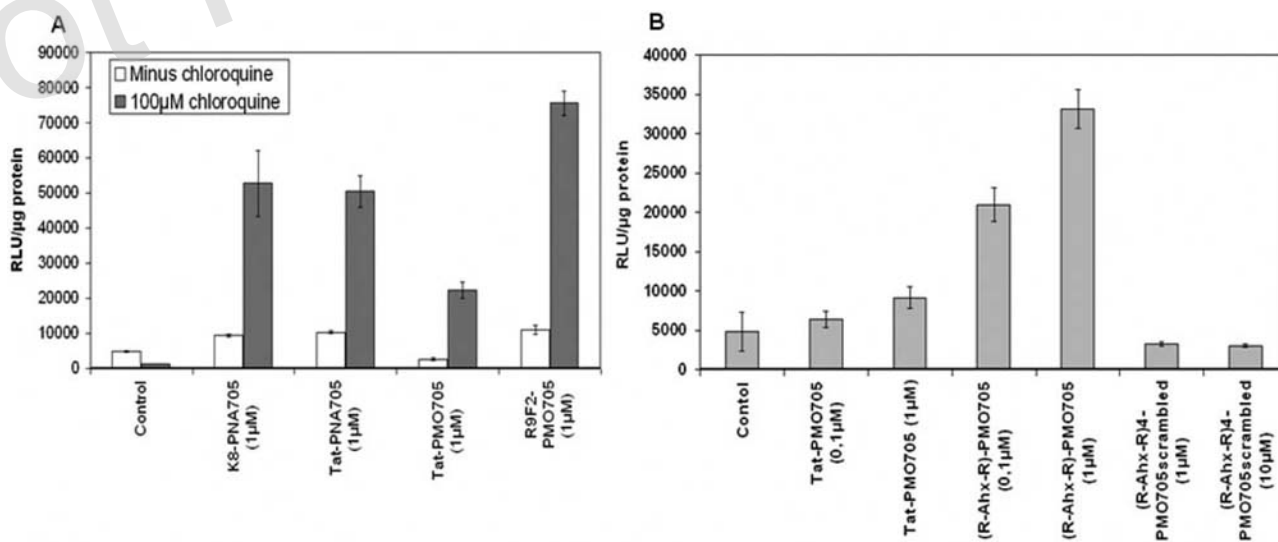 ot
A
90000
80000
70000
60000
50000
40000
30000
20000
10000
0
RLU/µg protein
Minus chloroquine
100µM chloroquine
Control
K8-PNA705
(1µM)
Tat-PNA705
(1µM)
Tat-PMO705
(1µM)
R9F2-
PMO705
(1µM)
B
40000
35000
30000
25000
20000
15000
10000
5000
0
RLU/µg protein
Contol
Tat-PMO705
(0,1µM)
Tat-PMO705 (1µM)
(R-Ahx-R)-PMO705
(0,1µM)
(R-Ahx-R)-PMO705
(1µM)
(R-Ahx-R)4-
PMO705scrambled
(1µM)
(R-Ahx-R)4-
PMO705scrambled
(10µM)